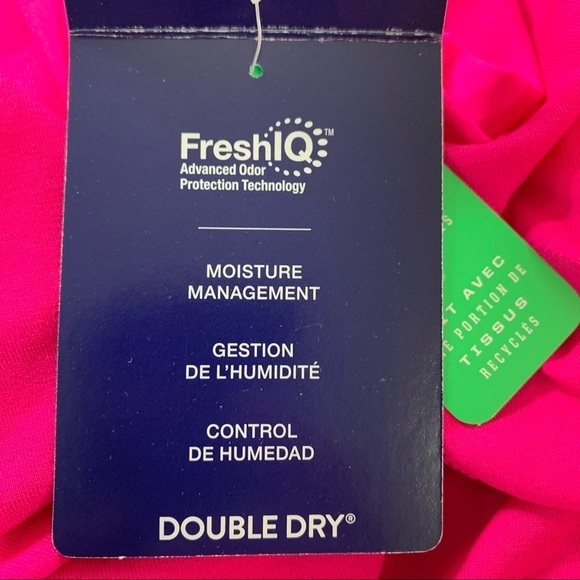 FreshIQ™
Advanced Odor
Protection Technology
MOISTURE
MANAGEMENT
GESTION
DE L'HUMIDITÉ
CONTROL
DE HUMEDAD
DOUBLE DRY®
AVEC
PORTION DE
TISSUS
RECYCLÉS